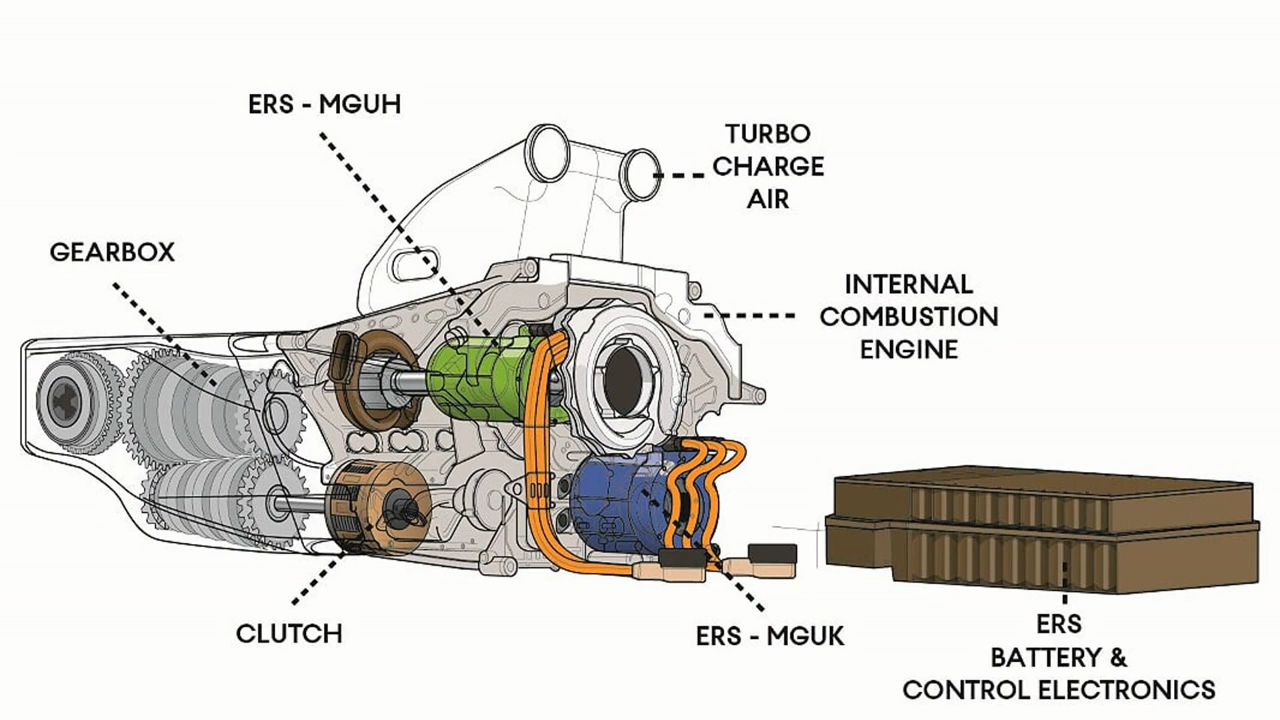 ERS - MGUH
TURBO
CHARGE
AIR
GEARBOX
INTERNAL
COMBUSTION
ENGINE
CLUTCH
ERS - MGUK
ERS
BATTERY &
CONTROL ELECTRONICS